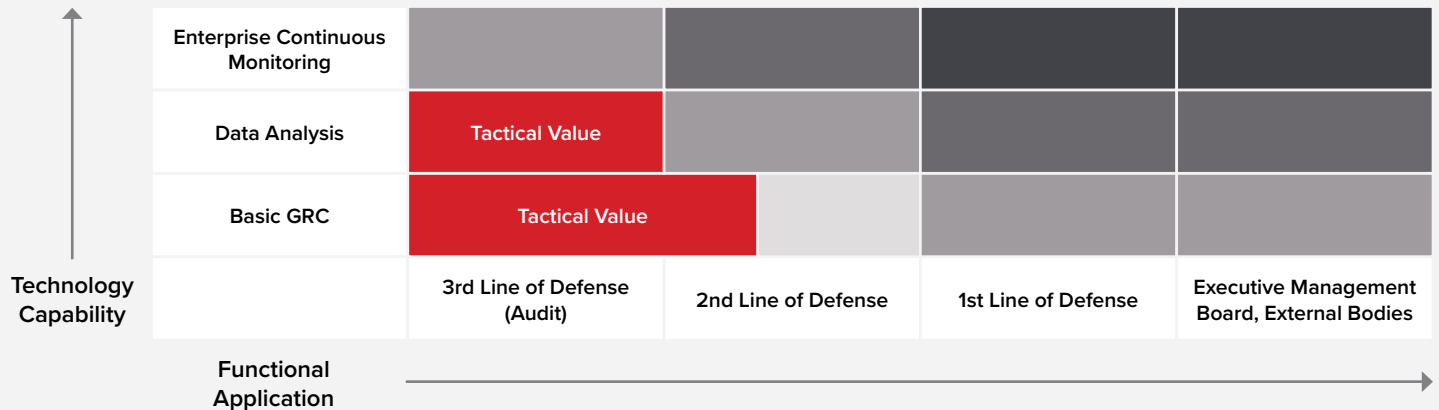 Enterprise Continuous
Monitoring
Data Analysis
Tactical Value
Basic GRC
Tactical Value
Technology
Capability
3rd Line of Defense
(Audit)
2nd Line of Defense
1st Line of Defense
Executive Management
Board, External Bodies
Functional
Application